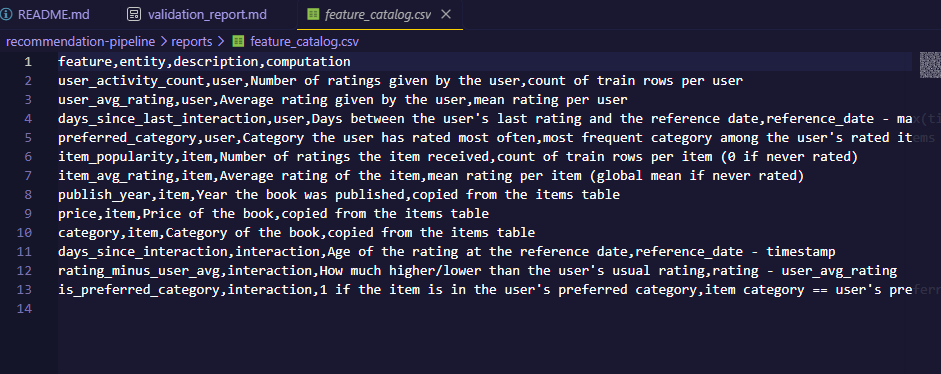 README.md validation_report.md feature_catalog.csv
recommendation-pipeline > reports > feature_catalog.csv
1 feature,entity,description,computation
2 user_activity_count,user,Number of ratings given by the user,count of train rows per user
3 user_avg_rating,user,Average rating given by the user,mean rating per user
4 days_since_last_interaction,user,Days between the user's last rating and the reference date,reference_date - max(ti
5 preferred_category,user,Category the user has rated most often,most frequent category among the user's rated items
6 item_popularity,item,Number of ratings the item received,count of train rows per item (0 if never rated)
7 item_avg_rating,item,Average rating of the item,mean rating per item (global mean if never rated)
8 publish_year,item,Year the book was published,copied from the items table
9 price,item,Price of the book,copied from the items table
10 category,item,Category of the book,copied from the items table
11 days_since_interaction,interaction,Age of the rating at the reference date,reference_date - timestamp
12 rating_minus_user_avg,interaction,How much higher/lower than the user's usual rating,rating - user_avg_rating
13 is_preferred_category,interaction,1 if the item is in the user's preferred category,item category == user's preferr
14